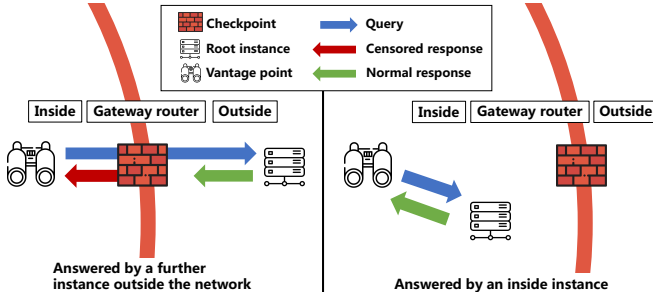 Checkpoint
Query
Root instance
Censored response
Vantage point
Normal response
Inside
Gateway router
Outside
Inside
Gateway router
Outside
Answered by a further
instance outside the network
Answered by an inside instance